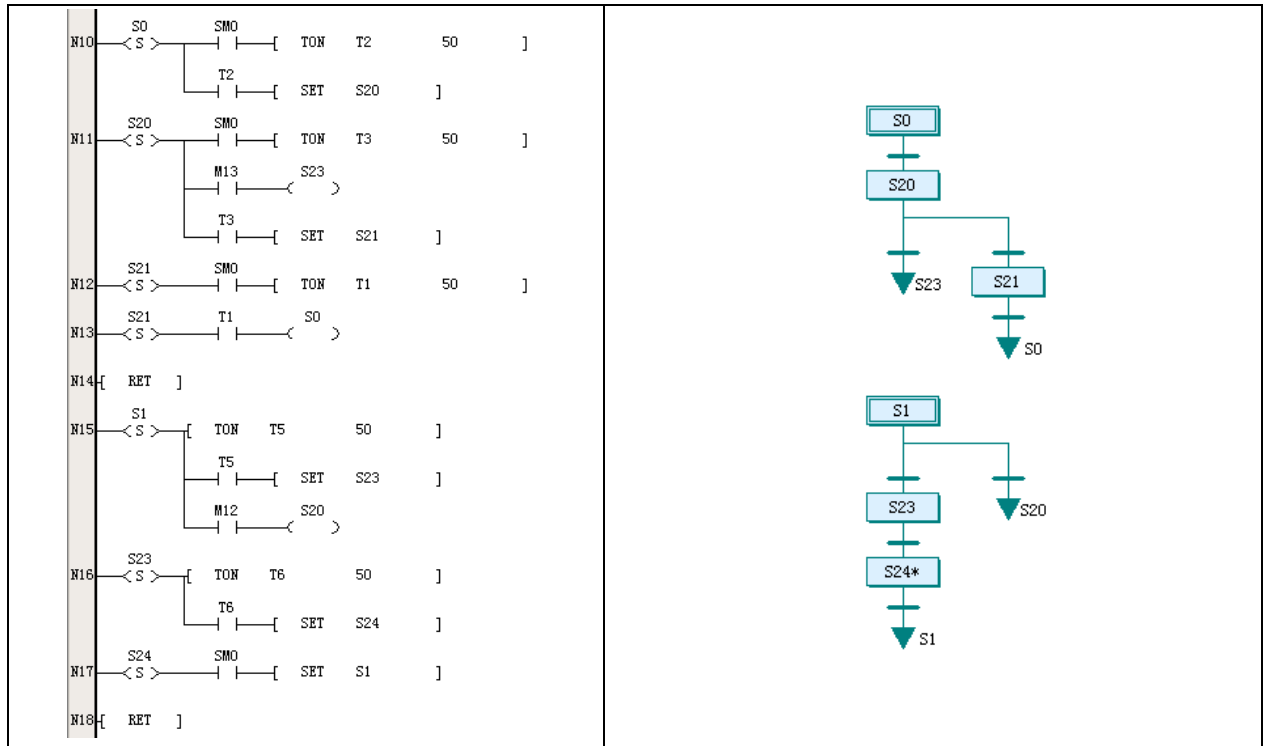 S0 SM0
N10 < S > [ TON T2 50 ]
T2
[ SET S20 ]
S20 SM0
N11 < S > [ TON T3 50 ]
M13 S23
( )
T3
[ SET S21 ]
S21 SM0
N12 < S > [ TON T1 50 ]
S21 T1 S0
N13 < S > ( )
N14 [ RET ]
S1
N15 < S > [ TON T5 50 ]
T5
[ SET S23 ]
M12 S20
( )
S23
N16 < S > [ TON T6 50 ]
T6
[ SET S24 ]
S24 SM0
N17 < S > [ SET S1 ]
N18 [ RET ]
S0
S20
S23
S21
S0
S1
S23
S20
S24*
S1